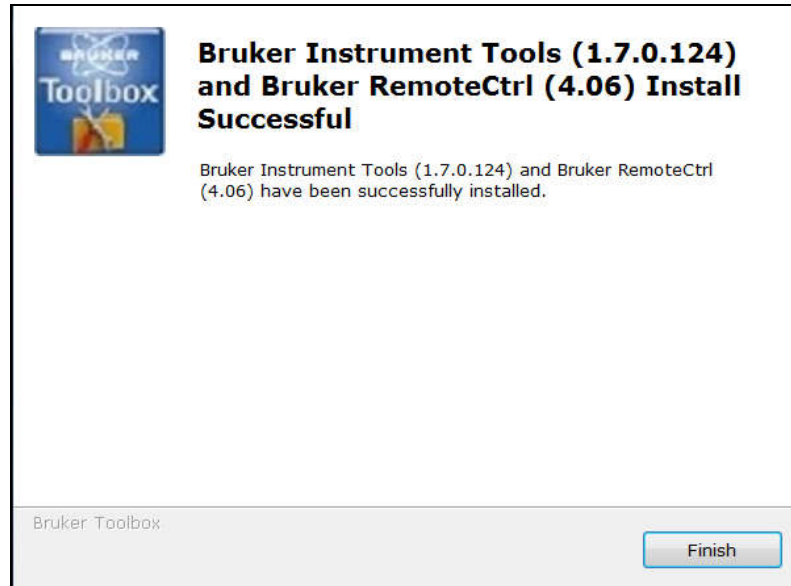 BRUKER
Toolbox
Bruker Instrument Tools (1.7.0.124)
and Bruker RemoteCtrl (4.06) Install
Successful
Bruker Instrument Tools (1.7.0.124) and Bruker RemoteCtrl
(4.06) have been successfully installed.
Bruker Toolbox
Finish